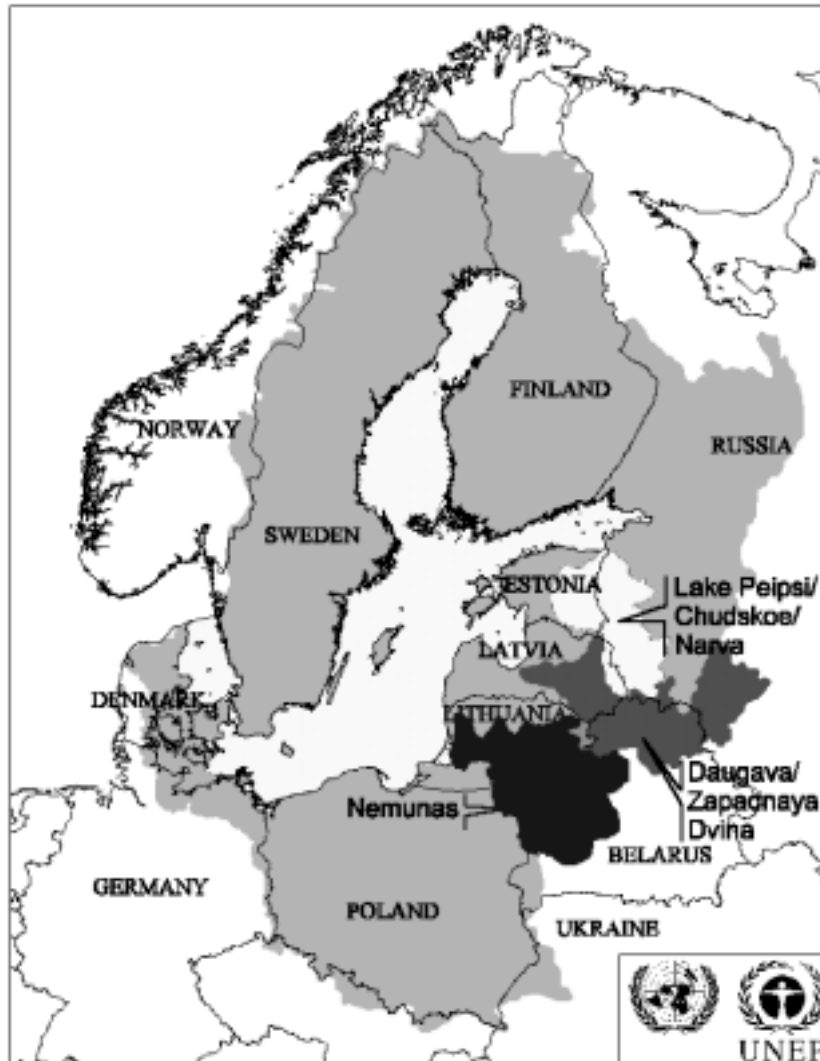 NORWAY
FINLAND
RUSSIA
SWEDEN
ESTONIA
Lake Peipsi/
Chudskoe/
Narva
LATVIA
DENMARK
LITHUANIA
Daugava/
Zapadnaya
Dvina
Nemunas
BELARUS
GERMANY
POLAND
UKRAINE
UNEP